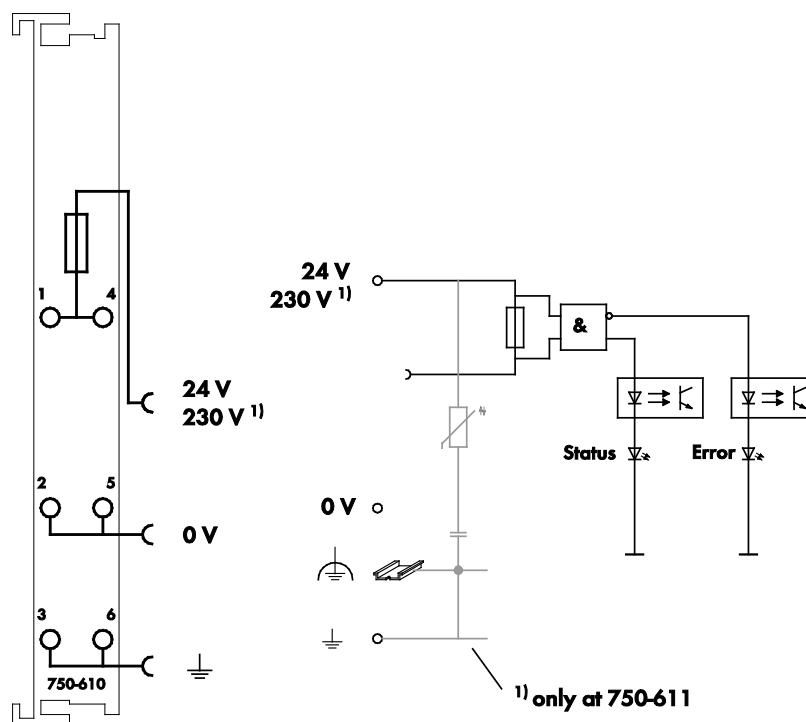 1
4
24 V
230 V 1)
2
5
0 V
3
6
750-610
24 V
230 V 1)
&
Status
Error
0 V
1) only at 750-611